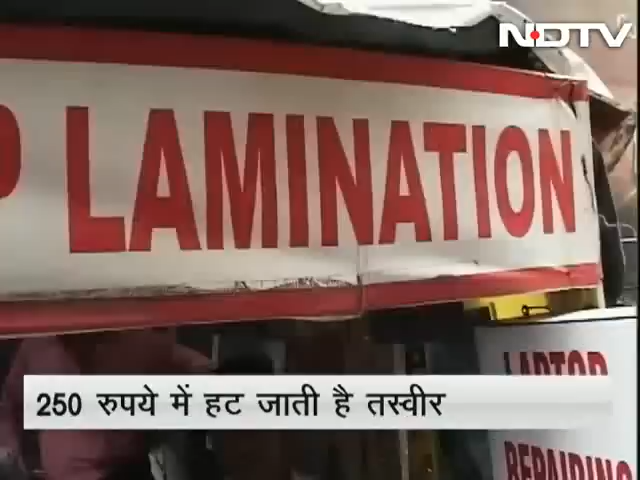 NDTV
P LAMINATION
250 रुपये में हट जाती है तस्वीर
LAPTOP
REPAIRING